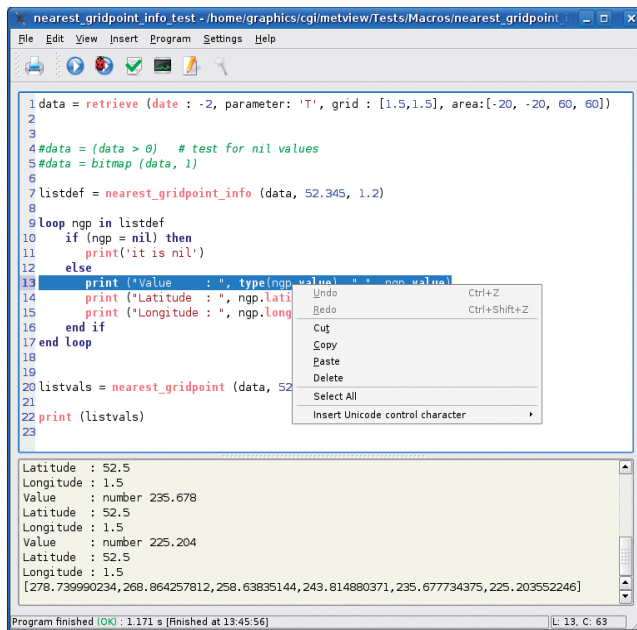 nearest_gridpoint_info_test - /home/graphics/cgi/metview/Tests/Macros/nearest_gridpoint_
File Edit View Insert Program Settings Help
1 data = retrieve (date : -2, parameter: 'T', grid : [1.5,1.5], area:[-20, -20, 60, 60])
2
3
4 #data = (data > 0)   # test for nil values
5 #data = bitmap (data, 1)
6
7 listdef = nearest_gridpoint_info (data, 52.345, 1.2)
8
9 loop ngp in listdef
10 if (ngp = nil) then
11 print('it is nil')
12 else
13 print ("Value     : ", type(ngp.value), " ", ngp.value)
14 print ("Latitude  : ", ngp.lati
15 print ("Longitude : ", ngp.long
16 end if
17 end loop
18
19
20 listvals = nearest_gridpoint (data, 52
21
22 print (listvals)
23
Undo Ctrl+Z
Redo Ctrl+Shift+Z
Cut
Copy
Paste
Delete
Select All
Insert Unicode control character
Latitude  : 52.5
Longitude : 1.5
Value     : number 235.678
Latitude  : 52.5
Longitude : 1.5
Value     : number 225.204
Latitude  : 52.5
Longitude : 1.5
[278.739990234,268.864257812,258.63835144,243.814880371,235.677734375,225.203552246]
Program finished (OK) : 1.171 s [Finished at 13:45:56] L: 13, C: 63